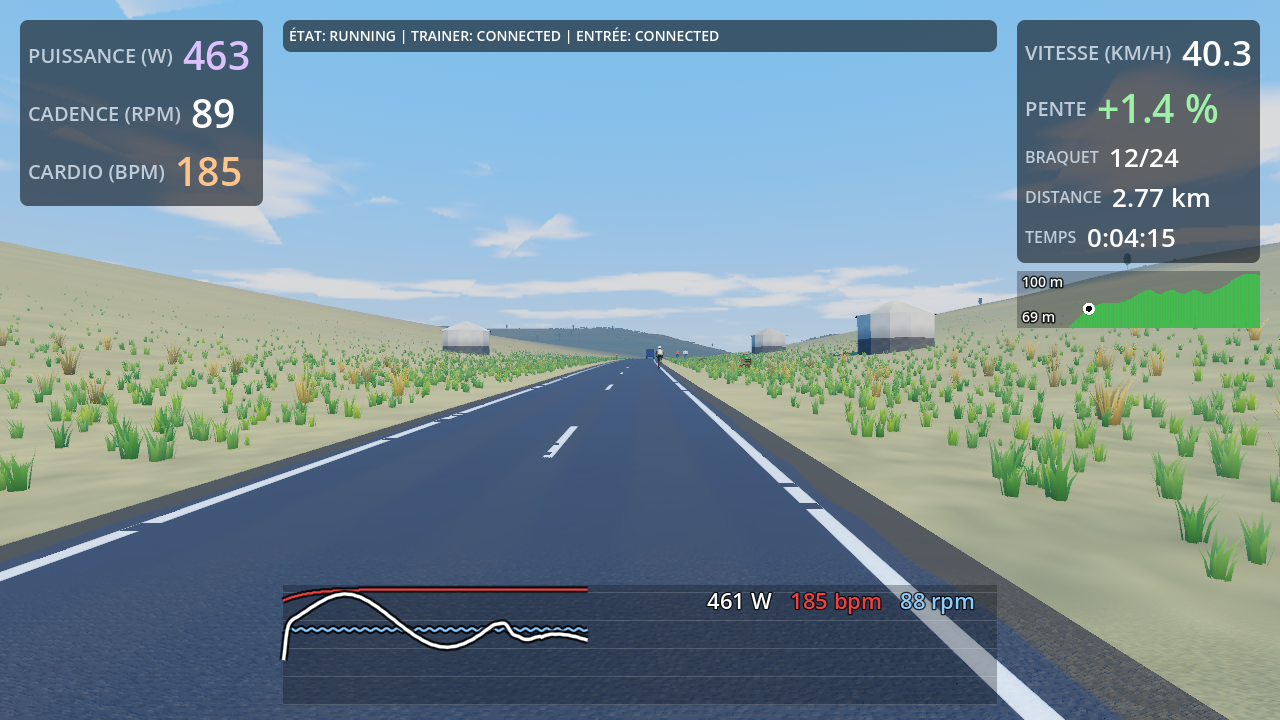 PUISSANCE (W) 463
CADENCE (RPM) 89
CARDIO (BPM) 185
ÉTAT: RUNNING | TRAINER: CONNECTED | ENTRÉE: CONNECTED
VITESSE (KM/H) 40.3
PENTE +1.4 %
BRAQUET 12/24
DISTANCE 2.77 km
TEMPS 0:04:15
100 m
69 m
461 W 185 bpm 88 rpm